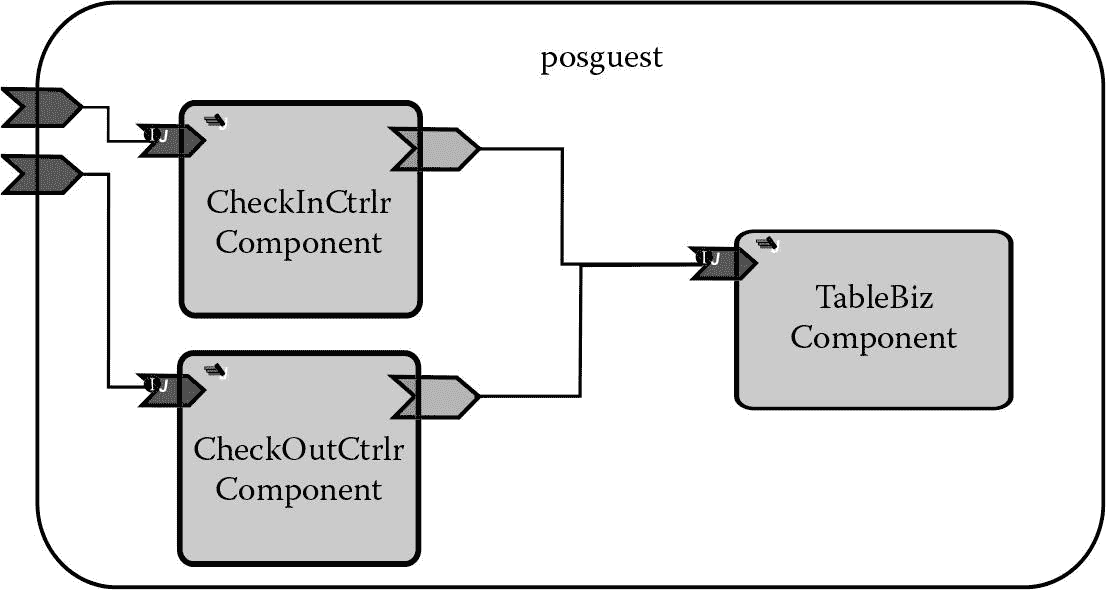 posguest
CheckInCtrlr
Component
TableBiz
Component
CheckOutCtrlr
Component